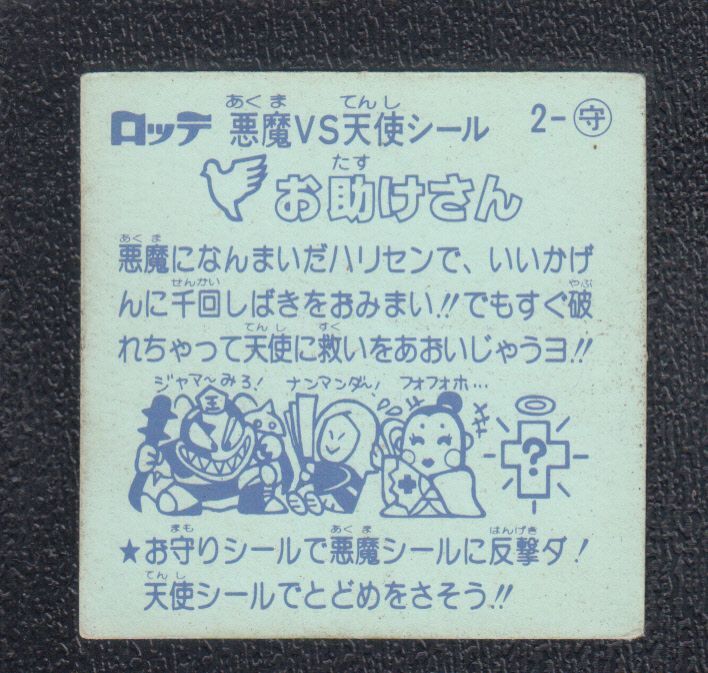 ロッテ 悪魔VS天使シール 2-守
お助けさん
悪魔になんまいだハリセンで、いいかげ
んに千回しばきをおみまい!!でもすぐ破
れちゃって天使に救いをあおいじゃうヨ!!
ジャマ〜みろ! ナンマンダん! フォフォホ…
?
★お守りシールで悪魔シールに反撃ダ!
天使シールでとどめをさそう!!